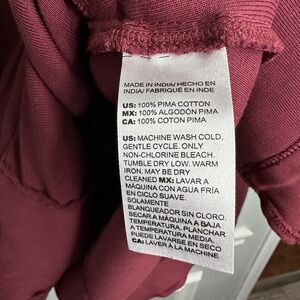 MADE IN INDIA/ HECHO EN
INDIA/ FABRIQUÉ EN INDE
US: 100% PIMA COTTON
MX: 100% ALGODÓN PIMA
CA: 100% COTON PIMA
US: MACHINE WASH COLD.
GENTLE CYCLE. ONLY
NON-CHLORINE BLEACH.
TUMBLE DRY LOW. WARM
IRON. MAY BE DRY
CLEANED MX: LAVAR A
MÁQUINA CON AGUA FRÍA
EN CICLO SUAVE.
SOLAMENTE
BLANQUEADOR SIN CLORO.
SECAR A MÁQUINA A BAJA
TEMPERATURA. PLANCHAR
A TEMPERATURA MEDIA.
PUEDE LAVARSE EN SECO
CA: LAVER À LA MACHINE